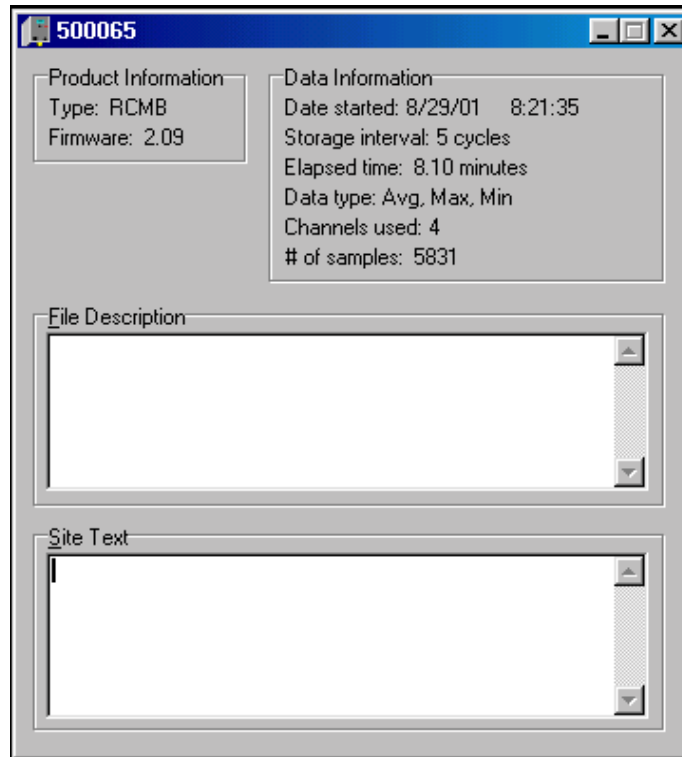 500065
Product Information
Type: RCMB
Firmware: 2.09
Data Information
Date started: 8/29/01 8:21:35
Storage interval: 5 cycles
Elapsed time: 8.10 minutes
Data type: Avg, Max, Min
Channels used: 4
# of samples: 5831
File Description
Site Text